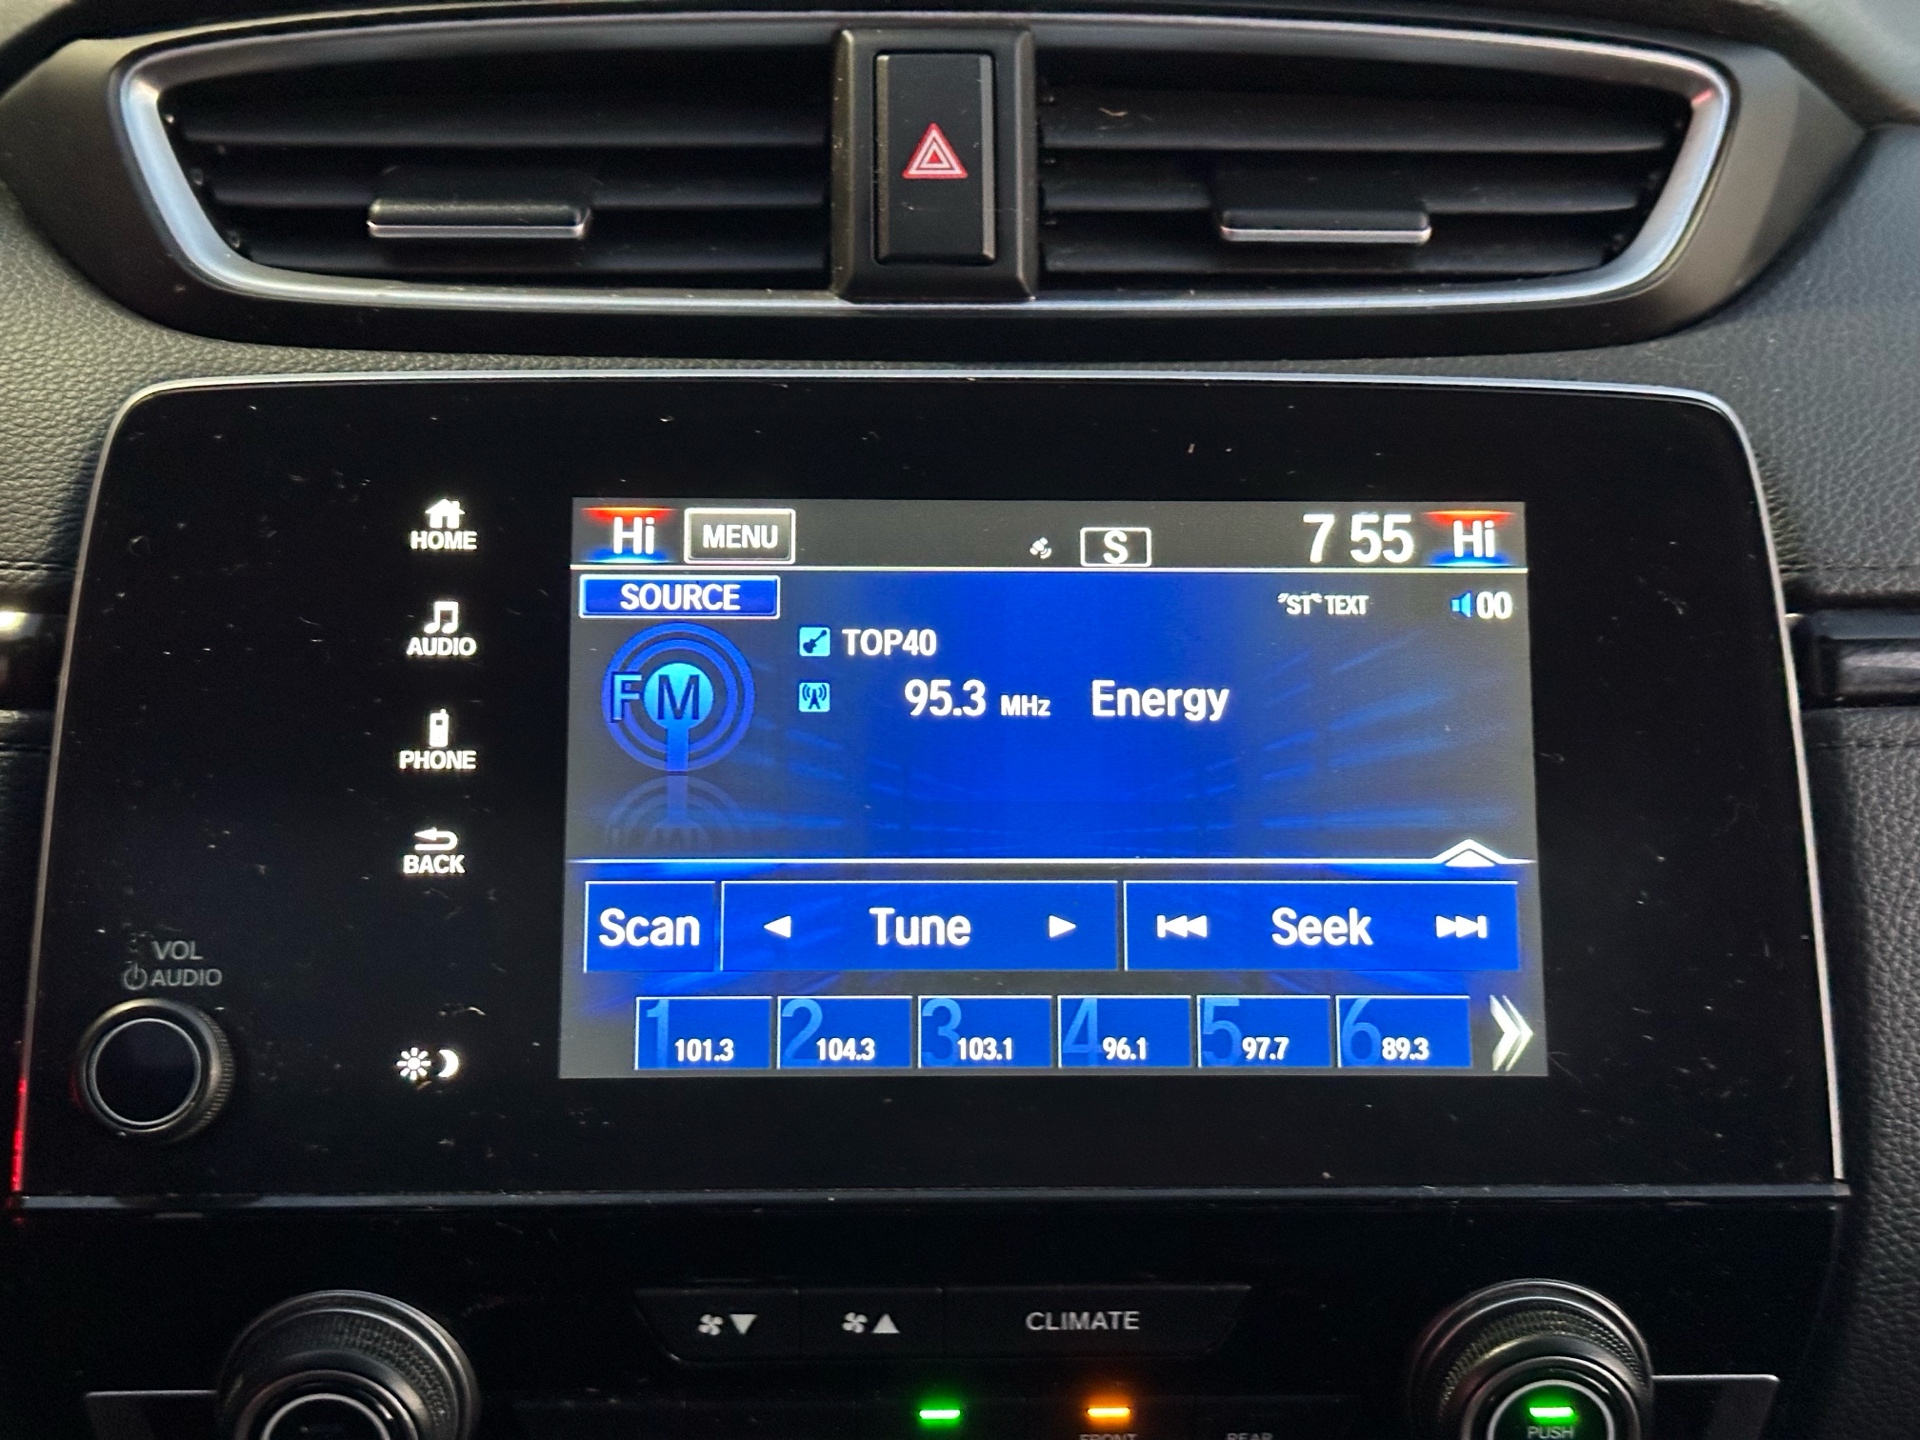 HOME
AUDIO
PHONE
BACK
VOL
AUDIO
Hi MENU S 7 55 Hi
SOURCE "ST" TEXT 00
TOP40
FM 95.3 MHz Energy
Scan Tune Seek
1 101.3 2 104.3 3 103.1 4 96.1 5 97.7 6 89.3
CLIMATE
FRONT REAR PUSH